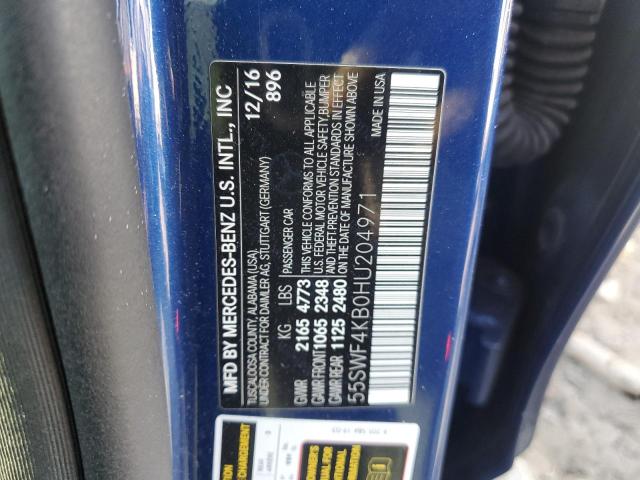 MFD BY MERCEDES-BENZ U.S. INTL., INC
12/16
TUSCALOOSA COUNTY, ALABAMA (USA),
896
UNDER CONTRACT FOR DAIMLER AG, STUTTGART (GERMANY)
KG LBS PASSENGER CAR
GVWR 2165 4773 THIS VEHICLE CONFORMS TO ALL APPLICABLE
GAWR FRONT 1065 2348 U.S. FEDERAL MOTOR VEHICLE SAFETY, BUMPER
GAWR REAR 1125 2480 AND THEFT PREVENTION STANDARDS IN EFFECT
ON THE DATE OF MANUFACTURE SHOWN ABOVE
55SWF4KB0HU204971
MADE IN USA